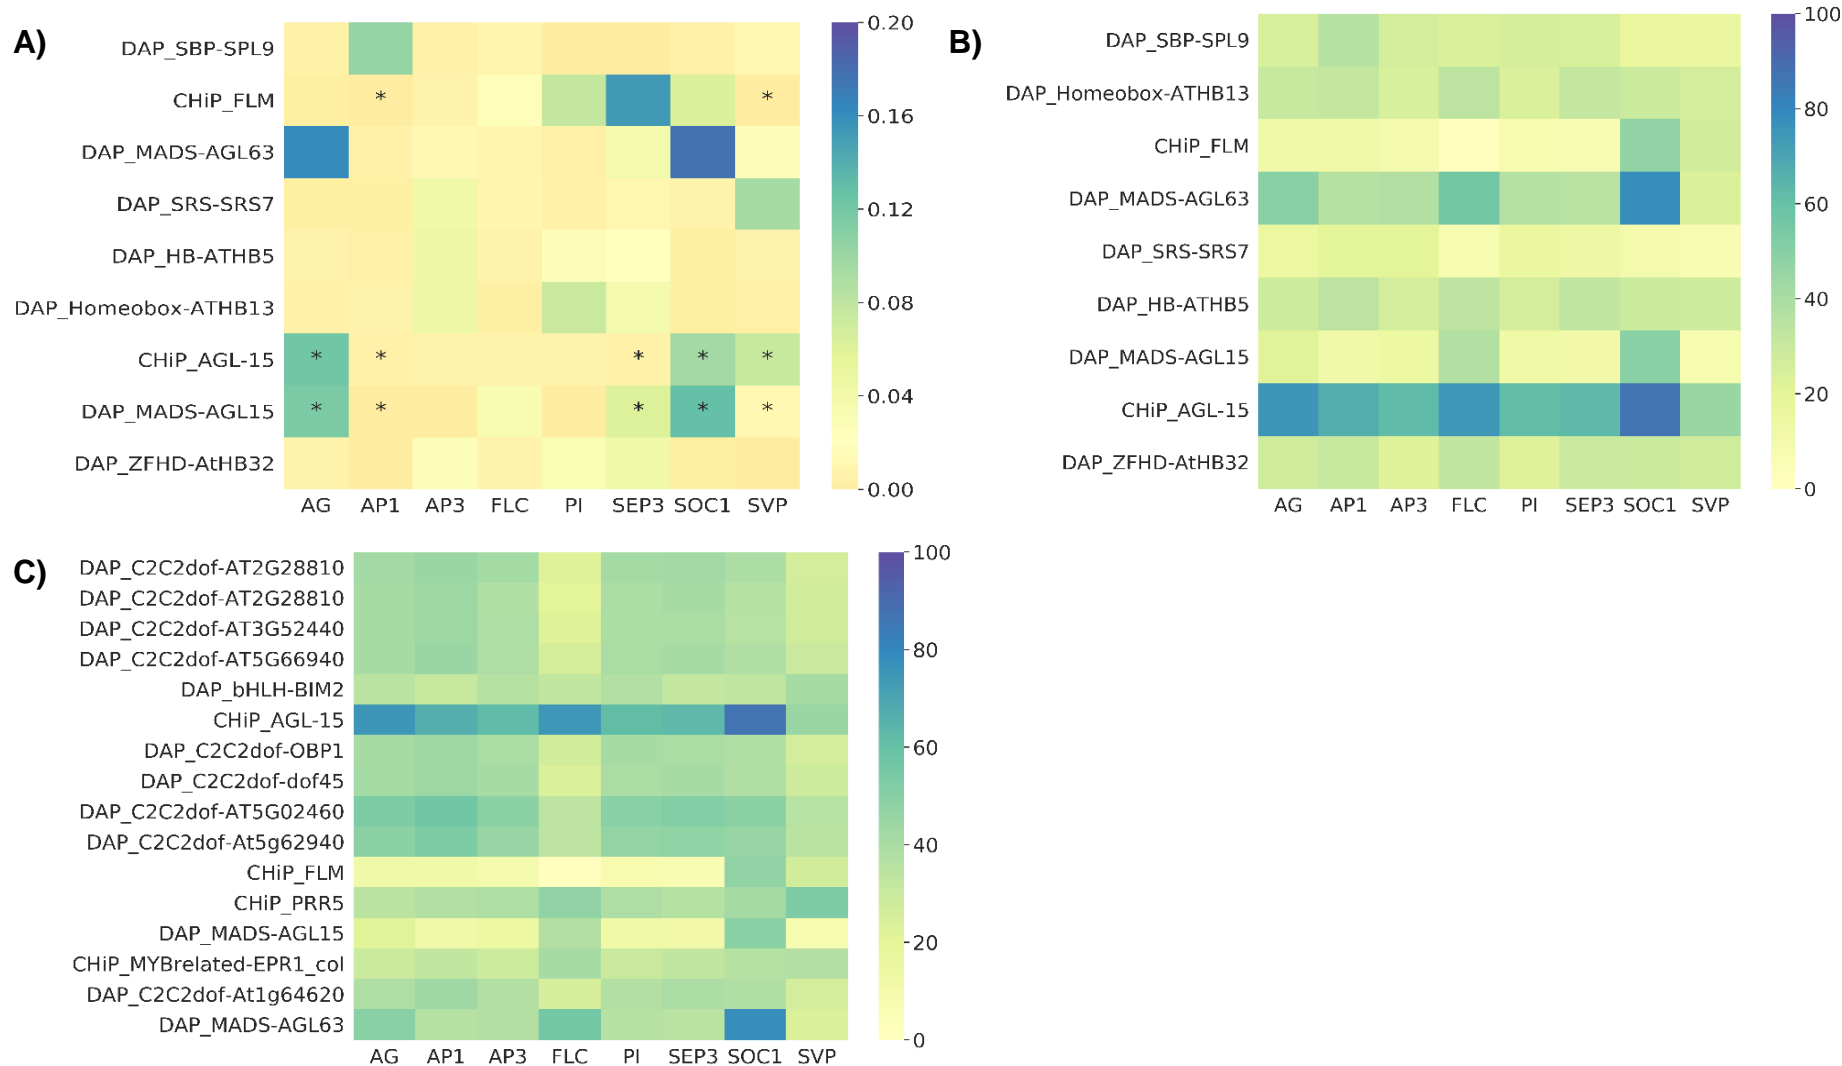 A)
DAP_SBP-SPL9
CHiP_FLM
* *
DAP_MADS-AGL63
DAP_SRS-SRS7
DAP_HB-ATHB5
DAP_Homeobox-ATHB13
CHiP_AGL-15
* * * * *
DAP_MADS-AGL15
* * * * *
DAP_ZFHD-AtHB32
AG AP1 AP3 FLC PI SEP3 SOC1 SVP
0.20
0.16
0.12
0.08
0.04
0.00
B)
DAP_SBP-SPL9
DAP_Homeobox-ATHB13
CHiP_FLM
DAP_MADS-AGL63
DAP_SRS-SRS7
DAP_HB-ATHB5
DAP_MADS-AGL15
CHiP_AGL-15
DAP_ZFHD-AtHB32
AG AP1 AP3 FLC PI SEP3 SOC1 SVP
100
80
60
40
20
0
C)
DAP_C2C2dof-AT2G28810
DAP_C2C2dof-AT2G28810
DAP_C2C2dof-AT3G52440
DAP_C2C2dof-AT5G66940
DAP_bHLH-BIM2
CHiP_AGL-15
DAP_C2C2dof-OBP1
DAP_C2C2dof-dof45
DAP_C2C2dof-AT5G02460
DAP_C2C2dof-At5g62940
CHiP_FLM
CHiP_PRR5
DAP_MADS-AGL15
CHiP_MYBrelated-EPR1_col
DAP_C2C2dof-At1g64620
DAP_MADS-AGL63
AG AP1 AP3 FLC PI SEP3 SOC1 SVP
100
80
60
40
20
0